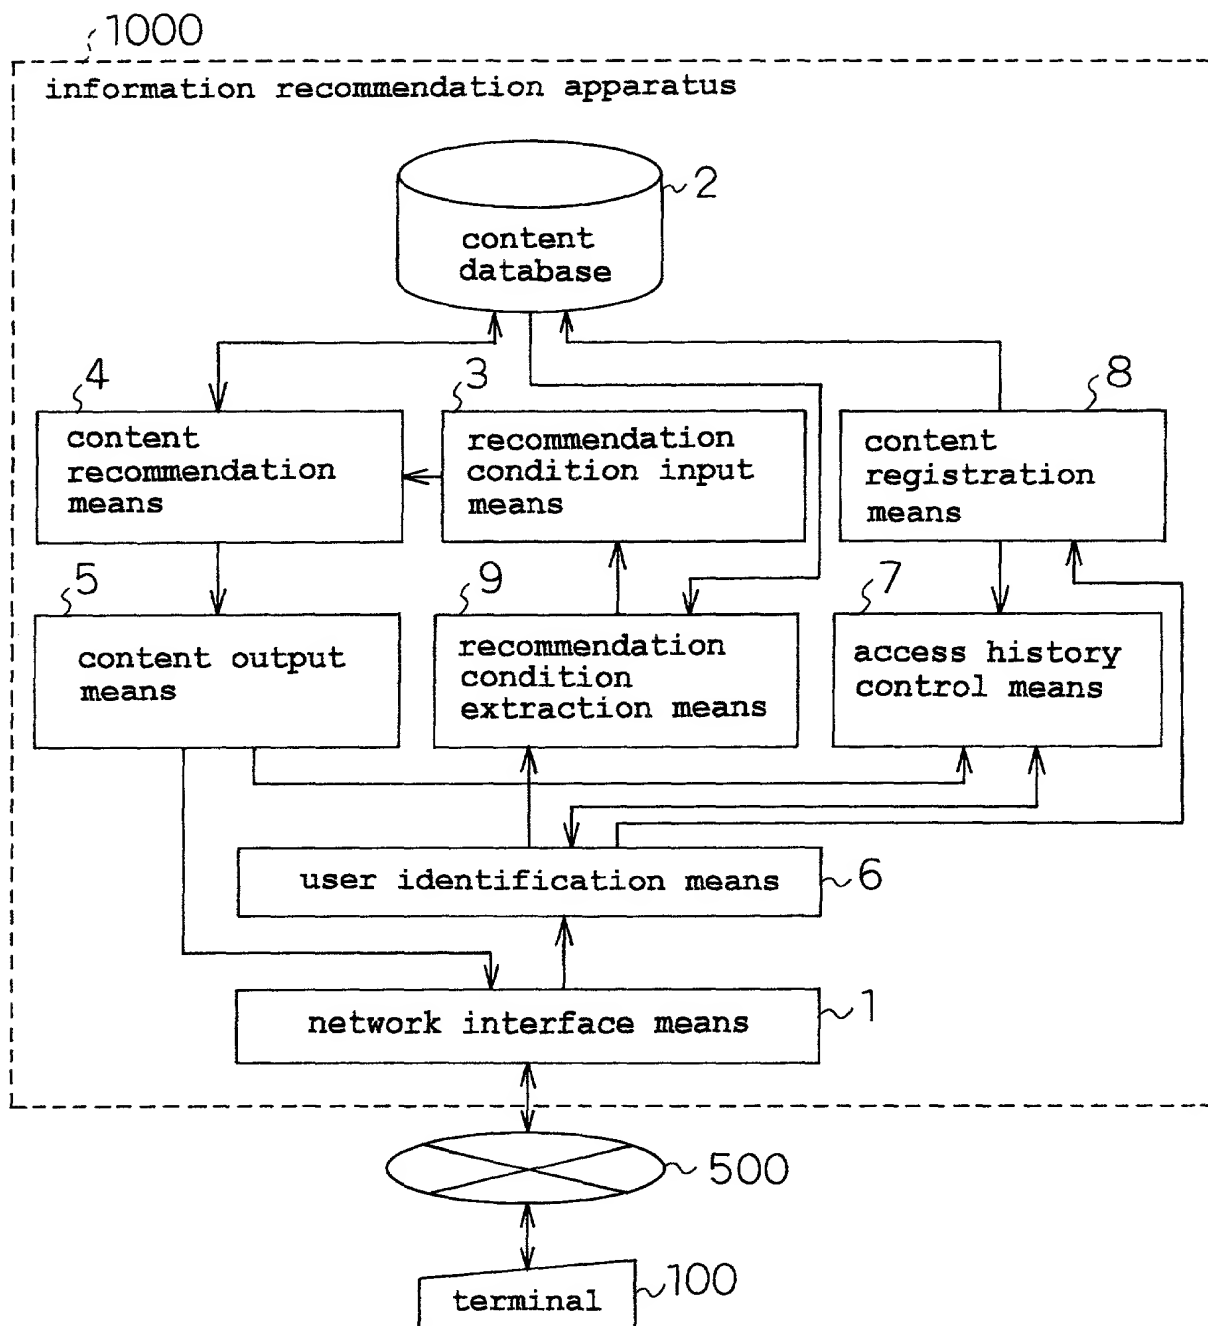 1000
information recommendation apparatus
2
content
database
4
content
recommendation
means
3
recommendation
condition input
means
8
content
registration
means
5
content output
means
9
recommendation
condition
extraction means
7
access history
control means
user identification means
6
network interface means
1
500
terminal
100